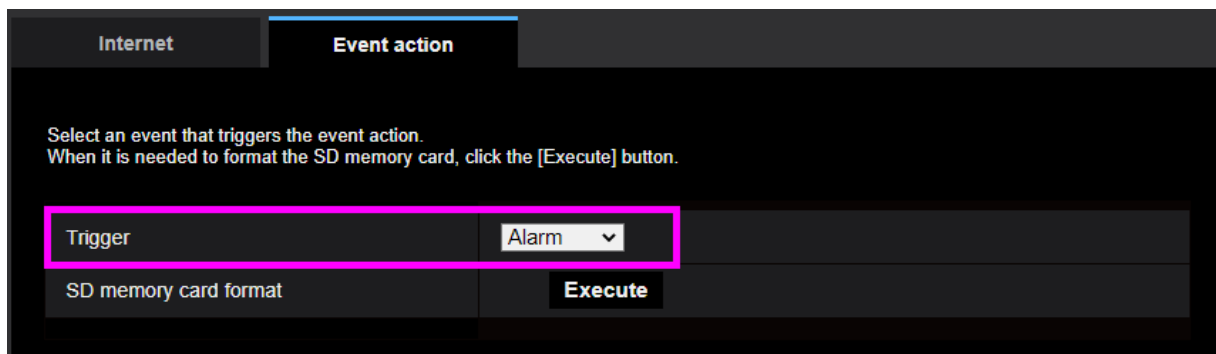 Internet Event action
Select an event that triggers the event action.
When it is needed to format the SD memory card, click the [Execute] button.
Trigger Alarm
SD memory card format Execute